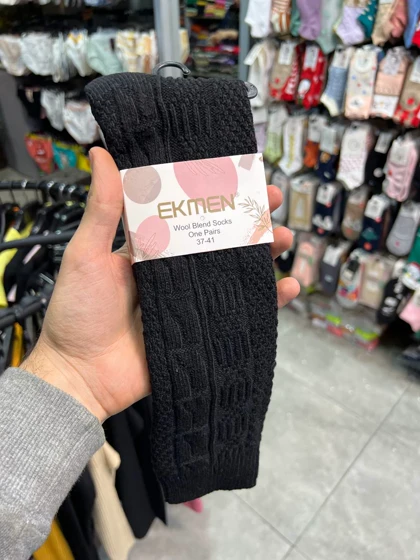 EKMEN
Wool Blend Socks
One Pairs
37-41